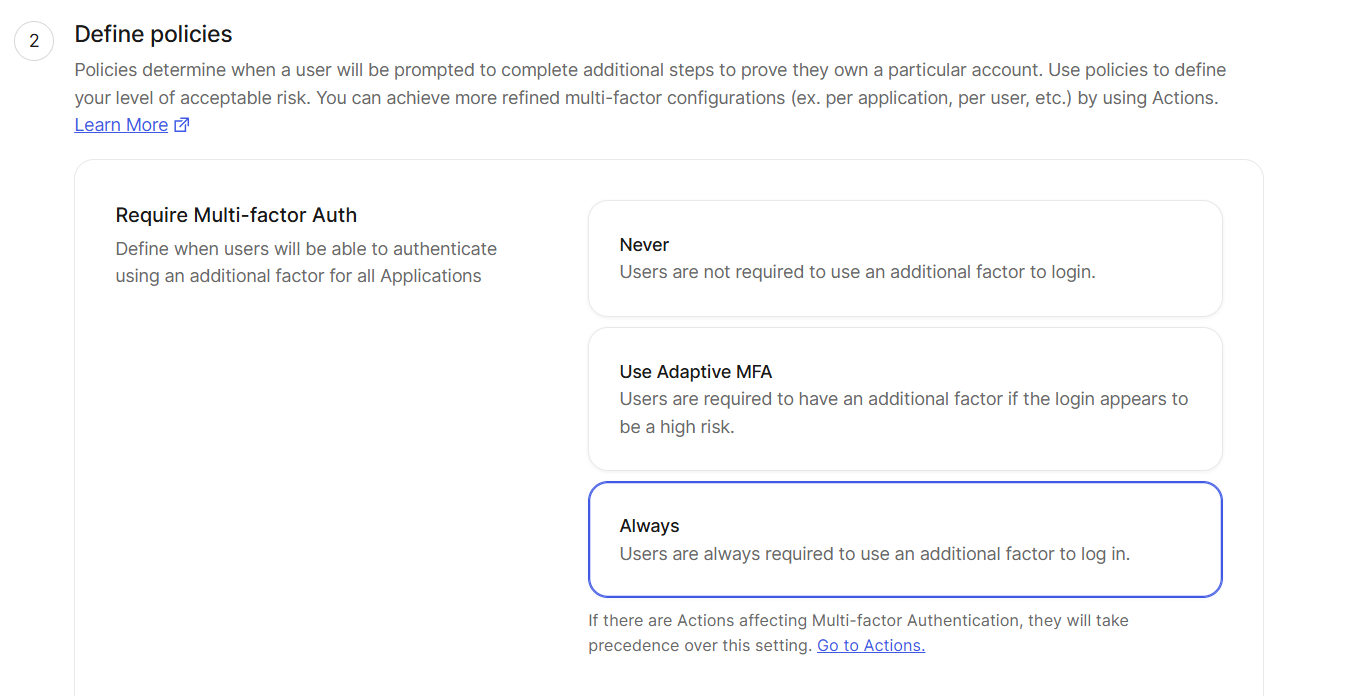 2
Define policies
Policies determine when a user will be prompted to complete additional steps to prove they own a particular account. Use policies to define
your level of acceptable risk. You can achieve more refined multi-factor configurations (ex. per application, per user, etc.) by using Actions.
Learn More
Require Multi-factor Auth
Define when users will be able to authenticate
using an additional factor for all Applications
Never
Users are not required to use an additional factor to login.
Use Adaptive MFA
Users are required to have an additional factor if the login appears to
be a high risk.
Always
Users are always required to use an additional factor to log in.
If there are Actions affecting Multi-factor Authentication, they will take
precedence over this setting. Go to Actions.